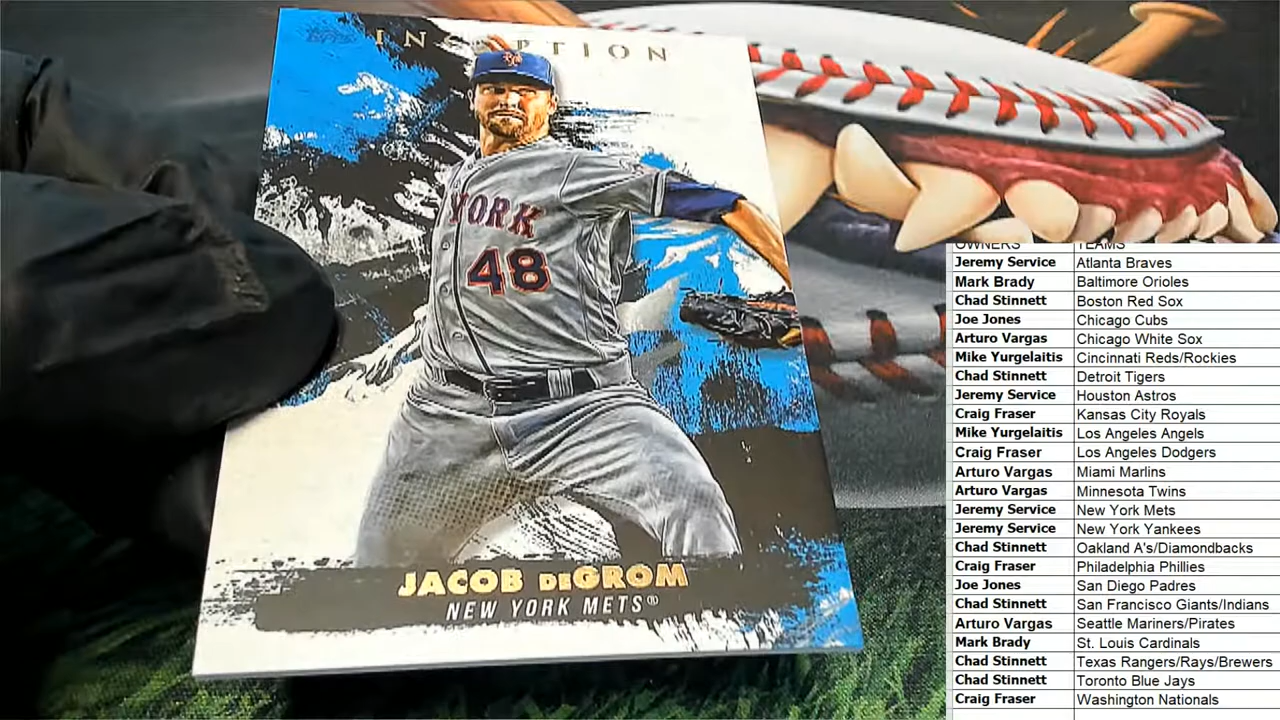 INCEPTION
YORK
48
JACOB deGROM
NEW YORK METS®
OWNERS TEAMS
Jeremy Service Atlanta Braves
Mark Brady Baltimore Orioles
Chad Stinnett Boston Red Sox
Joe Jones Chicago Cubs
Arturo Vargas Chicago White Sox
Mike Yurgelaitis Cincinnati Reds/Rockies
Chad Stinnett Detroit Tigers
Jeremy Service Houston Astros
Craig Fraser Kansas City Royals
Mike Yurgelaitis Los Angeles Angels
Craig Fraser Los Angeles Dodgers
Arturo Vargas Miami Marlins
Arturo Vargas Minnesota Twins
Jeremy Service New York Mets
Jeremy Service New York Yankees
Chad Stinnett Oakland A's/Diamondbacks
Craig Fraser Philadelphia Phillies
Joe Jones San Diego Padres
Chad Stinnett San Francisco Giants/Indians
Arturo Vargas Seattle Mariners/Pirates
Mark Brady St. Louis Cardinals
Chad Stinnett Texas Rangers/Rays/Brewers
Chad Stinnett Toronto Blue Jays
Craig Fraser Washington Nationals